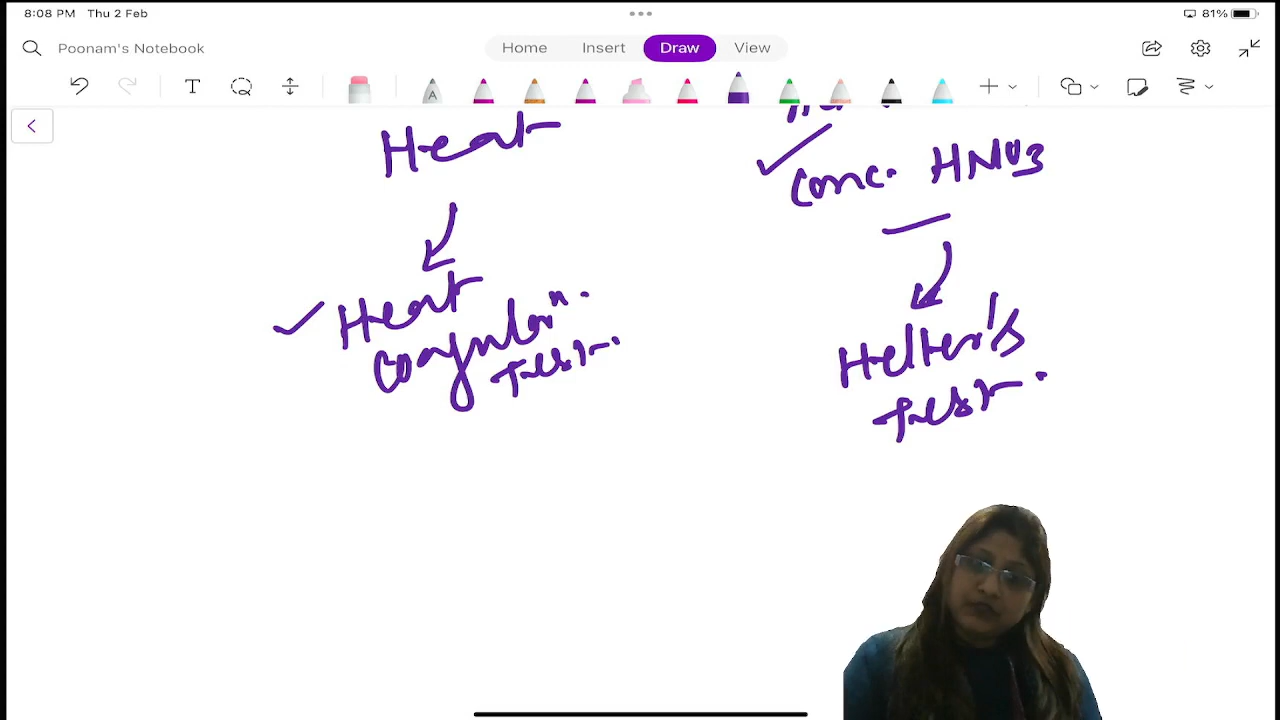 8:08 PM Thu 2 Feb
81%
Poonam's Notebook
Home Insert Draw View
T
A
Heat
Conc. HNO3
Heat
Test.
Heller's
Test.